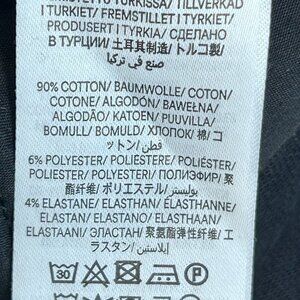 TILLVERKAD
I TURKIET/ FREMSTILLET I TYRKIET/
PRODUSERT I TYRKIA/ СДЕЛАНО
В ТУРЦИИ/ 土耳其制造/ トルコ製/
صنع في تركيا
90% COTTON/ BAUMWOLLE/ COTON/
COTONE/ ALGODÓN/ BAWEŁNA/
ALGODÃO/ KATOEN/ PUUVILLA/
BOMULL/ BOMULD/ ХЛОПОК/ 棉/ コ
ットン/ قطن
6% POLYESTER/ POLIESTERE/ POLIÉSTER/
POLIESTER/ POLYESTERI/ ПОЛИЭФИР/ 聚
酯纤维/ ポリエステル/ بوليستر
4% ELASTANE/ ELASTHAN/ ÉLASTHANNE/
ELASTAN/ ELASTANO/ ELASTHAAN/
ELASTAANI/ ЭЛАСТАН/ 聚氨酯弹性纤维/ エ
ラスタン/ إيلاستين
30